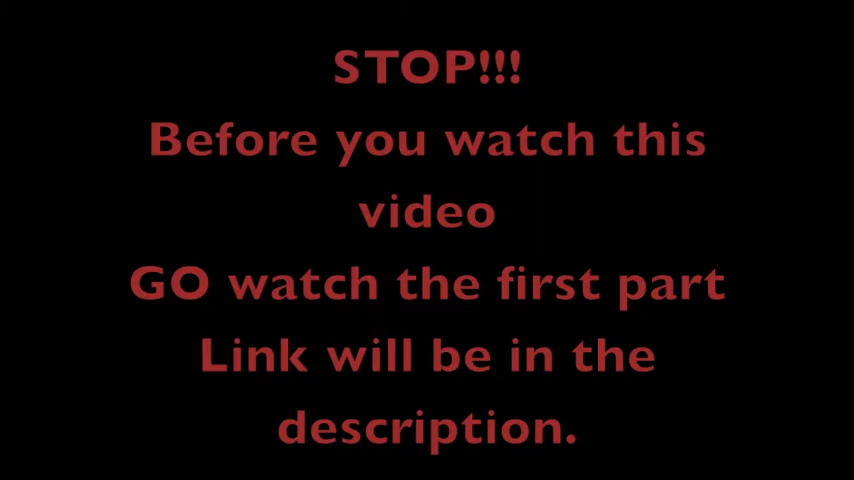 STOP!!!
Before you watch this
video
GO watch the first part
Link will be in the
description.